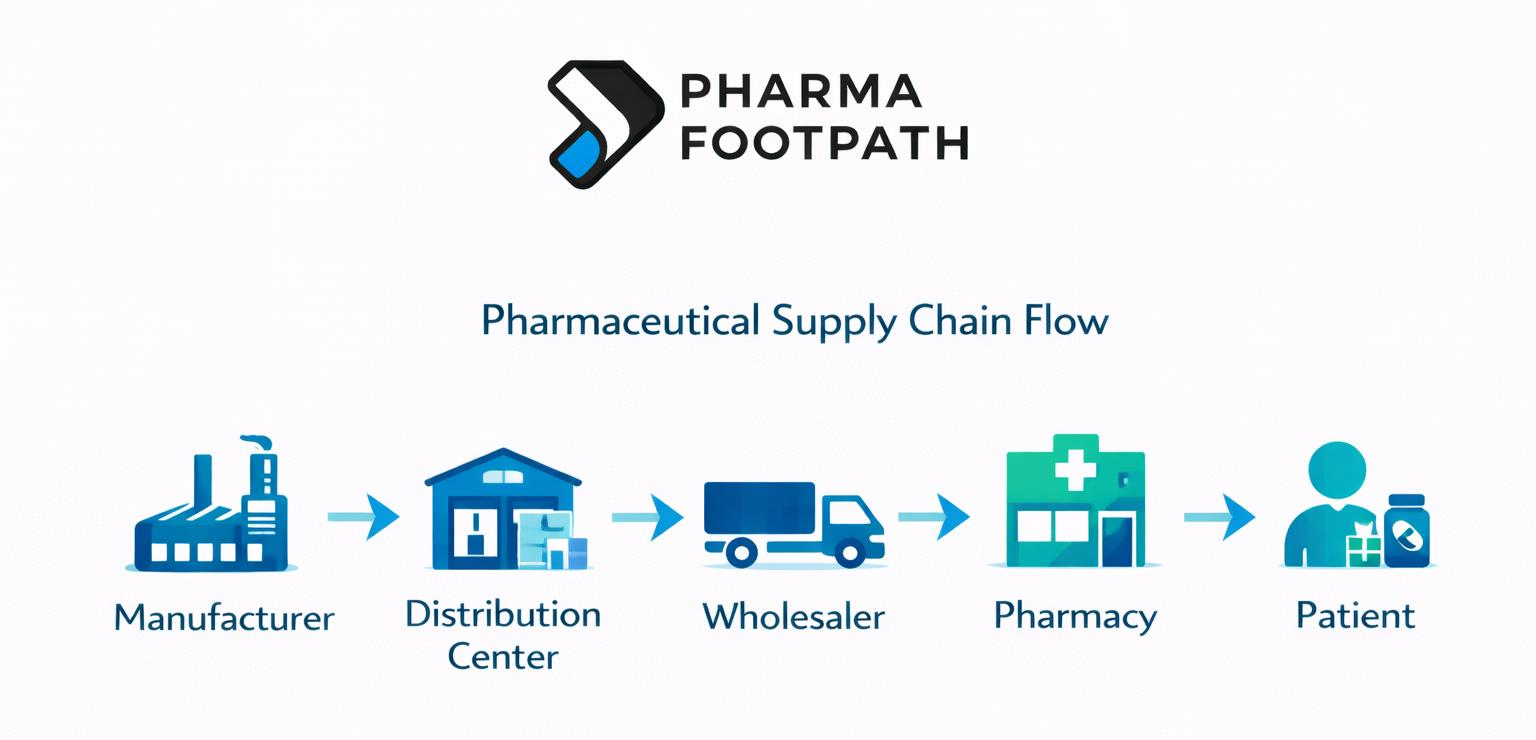 PHARMA
FOOTPATH
Pharmaceutical Supply Chain Flow
Manufacturer
Distribution
Center
Wholesaler
Pharmacy
Patient